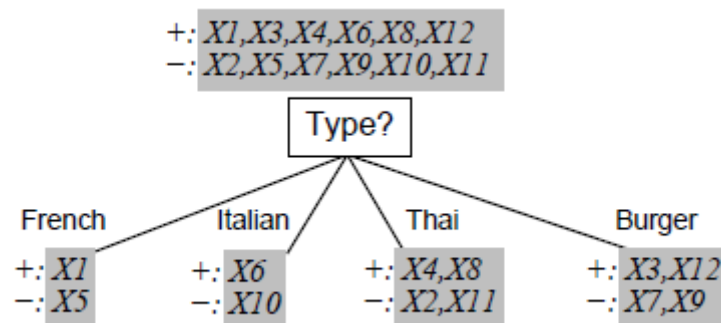 +: X1,X3,X4,X6,X8,X12
−: X2,X5,X7,X9,X10,X11
Type?
French Italian Thai Burger
+: X1 +: X6 +: X4,X8 +: X3,X12
−: X5 −: X10 −: X2,X11 −: X7,X9